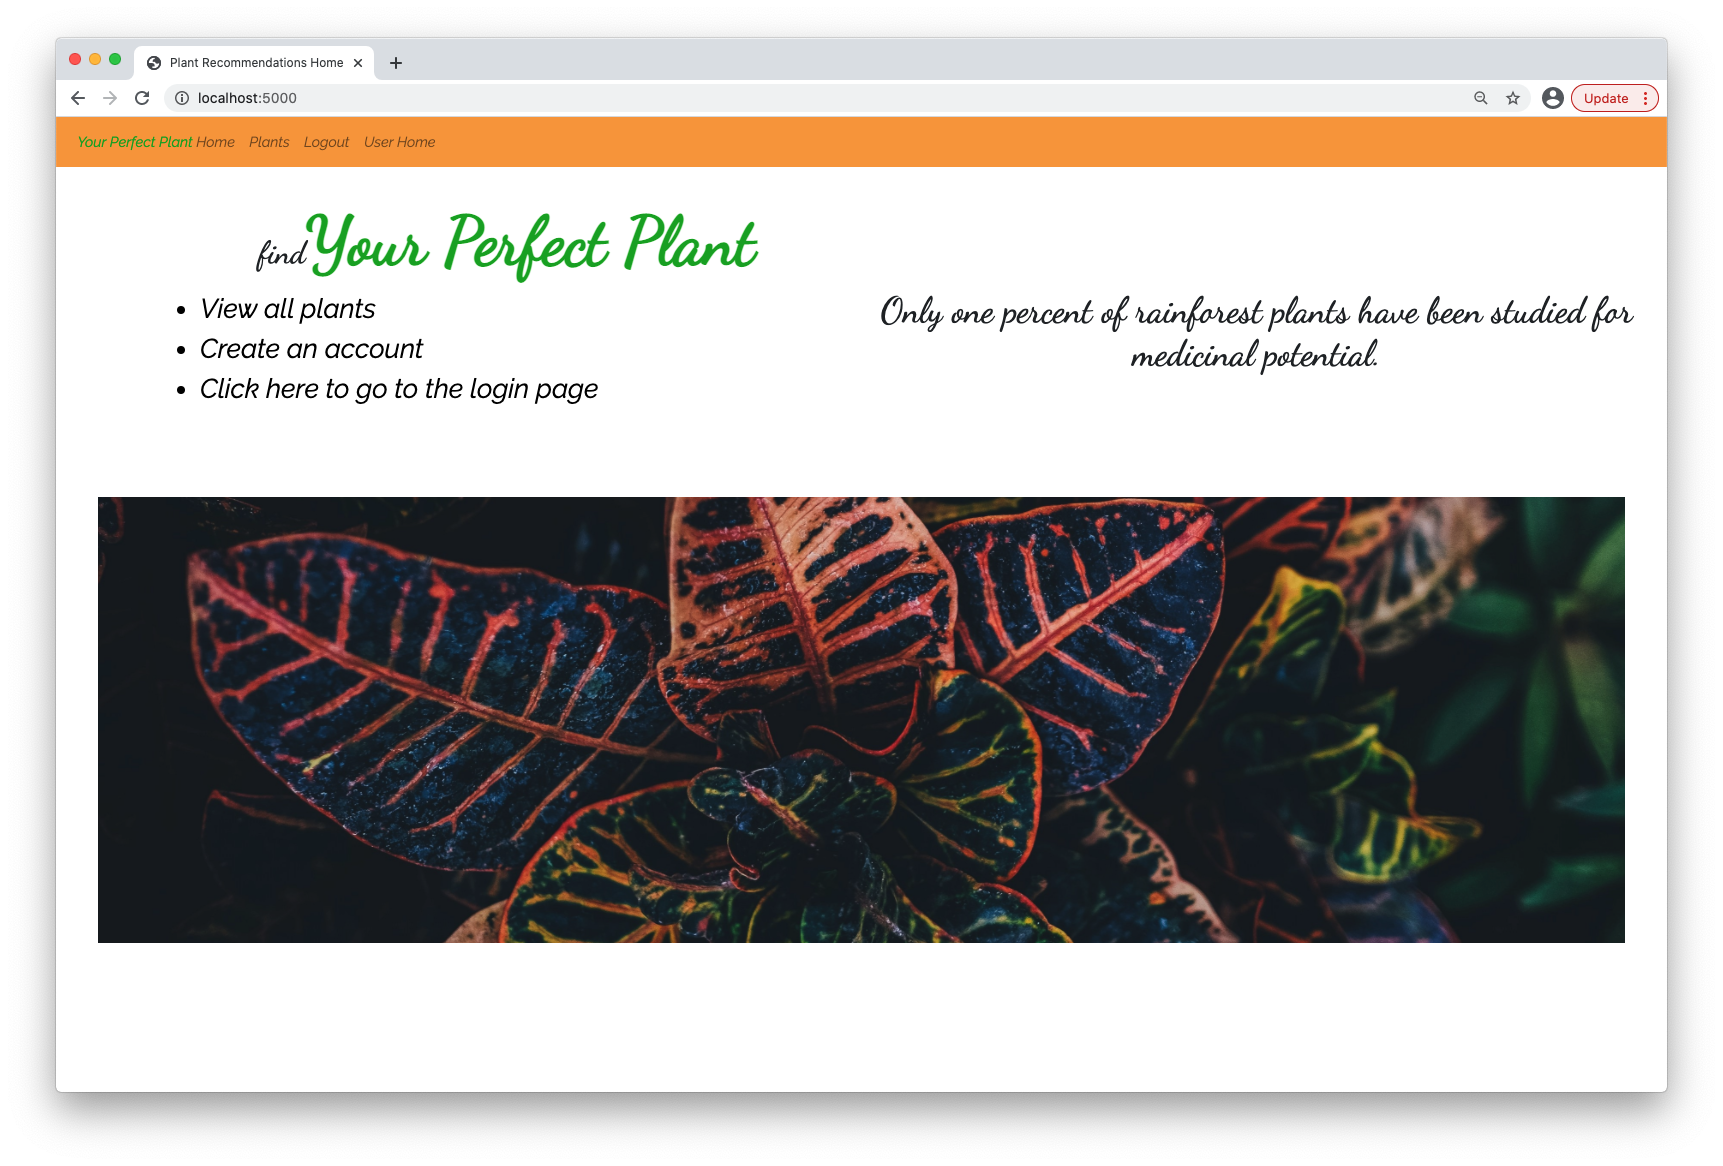 Plant Recommendations Home
localhost:5000
Update
Your Perfect Plant Home Plants Logout User Home
find Your Perfect Plant
View all plants
Create an account
Click here to go to the login page
Only one percent of rainforest plants have been studied for
medicinal potential.